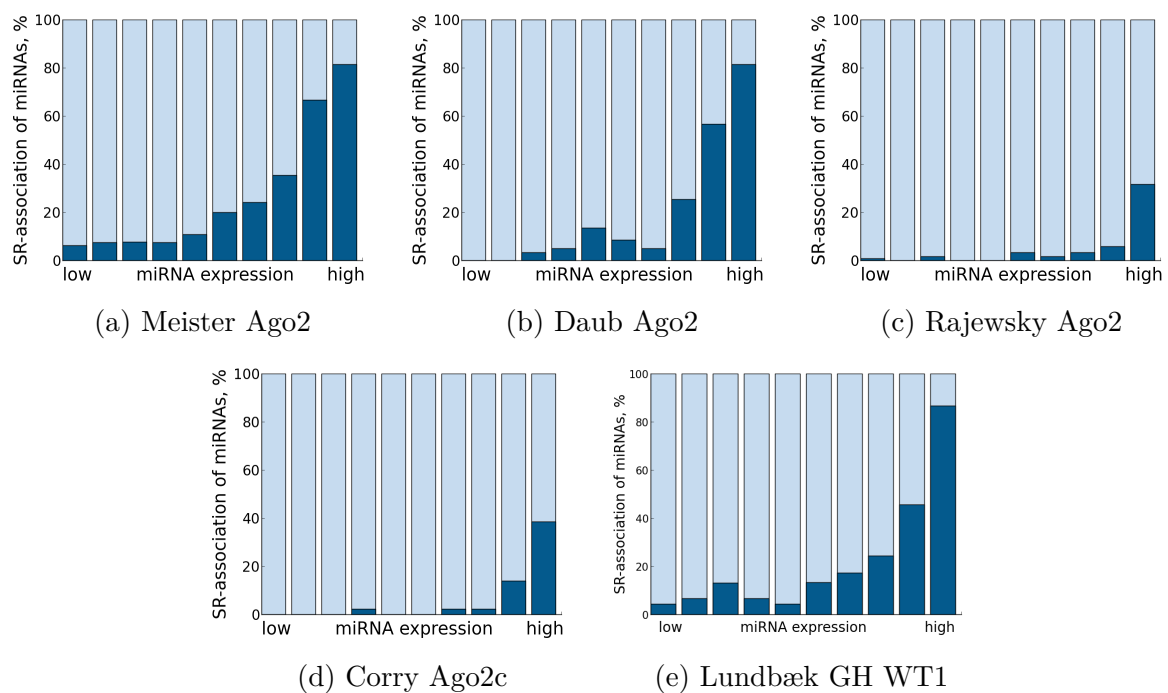 SR-association of miRNAs, %
100
80
60
40
20
0
low miRNA expression high
(a) Meister Ago2
SR-association of miRNAs, %
100
80
60
40
20
0
low miRNA expression high
(b) Daub Ago2
SR-association of miRNAs, %
100
80
60
40
20
0
low miRNA expression high
(c) Rajewsky Ago2
SR-association of miRNAs, %
100
80
60
40
20
0
low miRNA expression high
(d) Corry Ago2c
SR-association of miRNAs, %
100
80
60
40
20
0
low miRNA expression high
(e) Lundbæk GH WT1